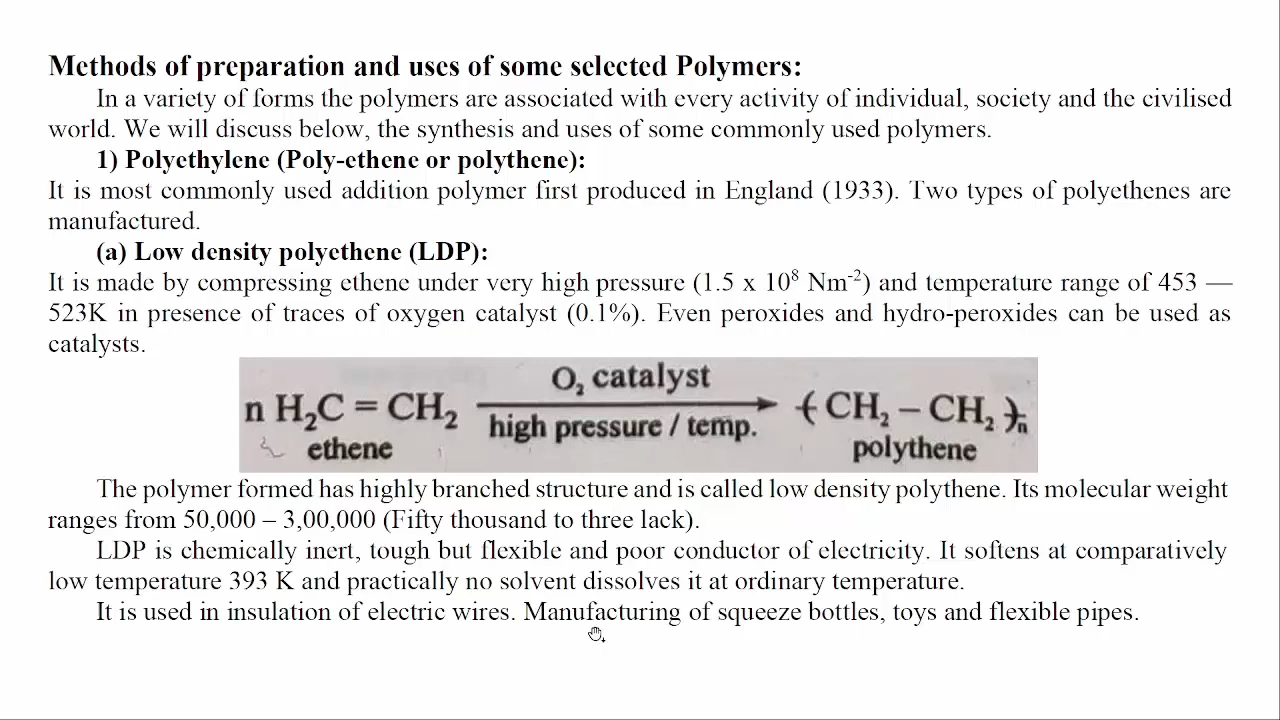 Methods of preparation and uses of some selected Polymers:
In a variety of forms the polymers are associated with every activity of individual, society and the civilised
world. We will discuss below, the synthesis and uses of some commonly used polymers.
1) Polyethylene (Poly-ethene or polythene):
It is most commonly used addition polymer first produced in England (1933). Two types of polyethenes are
manufactured.
(a) Low density polyethene (LDP):
It is made by compressing ethene under very high pressure (1.5 x 10⁸ Nm⁻²) and temperature range of 453 —
523K in presence of traces of oxygen catalyst (0.1%). Even peroxides and hydro-peroxides can be used as
catalysts.
O₂ catalyst
n H₂C = CH₂ ⟶ –(CH₂ – CH₂)–ₙ
high pressure / temp.
ethene polythene
The polymer formed has highly branched structure and is called low density polythene. Its molecular weight
ranges from 50,000 – 3,00,000 (Fifty thousand to three lack).
LDP is chemically inert, tough but flexible and poor conductor of electricity. It softens at comparatively
low temperature 393 K and practically no solvent dissolves it at ordinary temperature.
It is used in insulation of electric wires. Manufacturing of squeeze bottles, toys and flexible pipes.